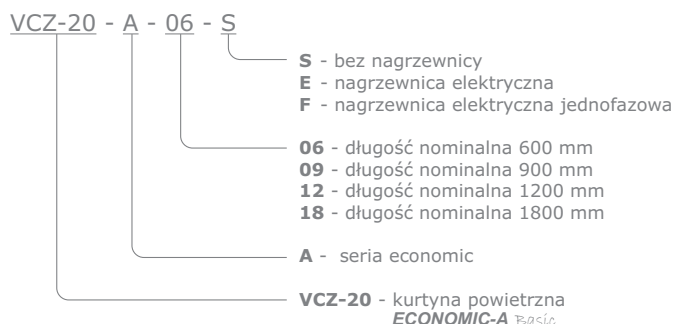 VCZ-20 - A - 06 - S
S - bez nagrzewnicy
E - nagrzewnica elektryczna
F - nagrzewnica elektryczna jednofazowa
06 - długość nominalna 600 mm
09 - długość nominalna 900 mm
12 - długość nominalna 1200 mm
18 - długość nominalna 1800 mm
A - seria economic
VCZ-20 - kurtyna powietrzna
ECONOMIC-A Basic